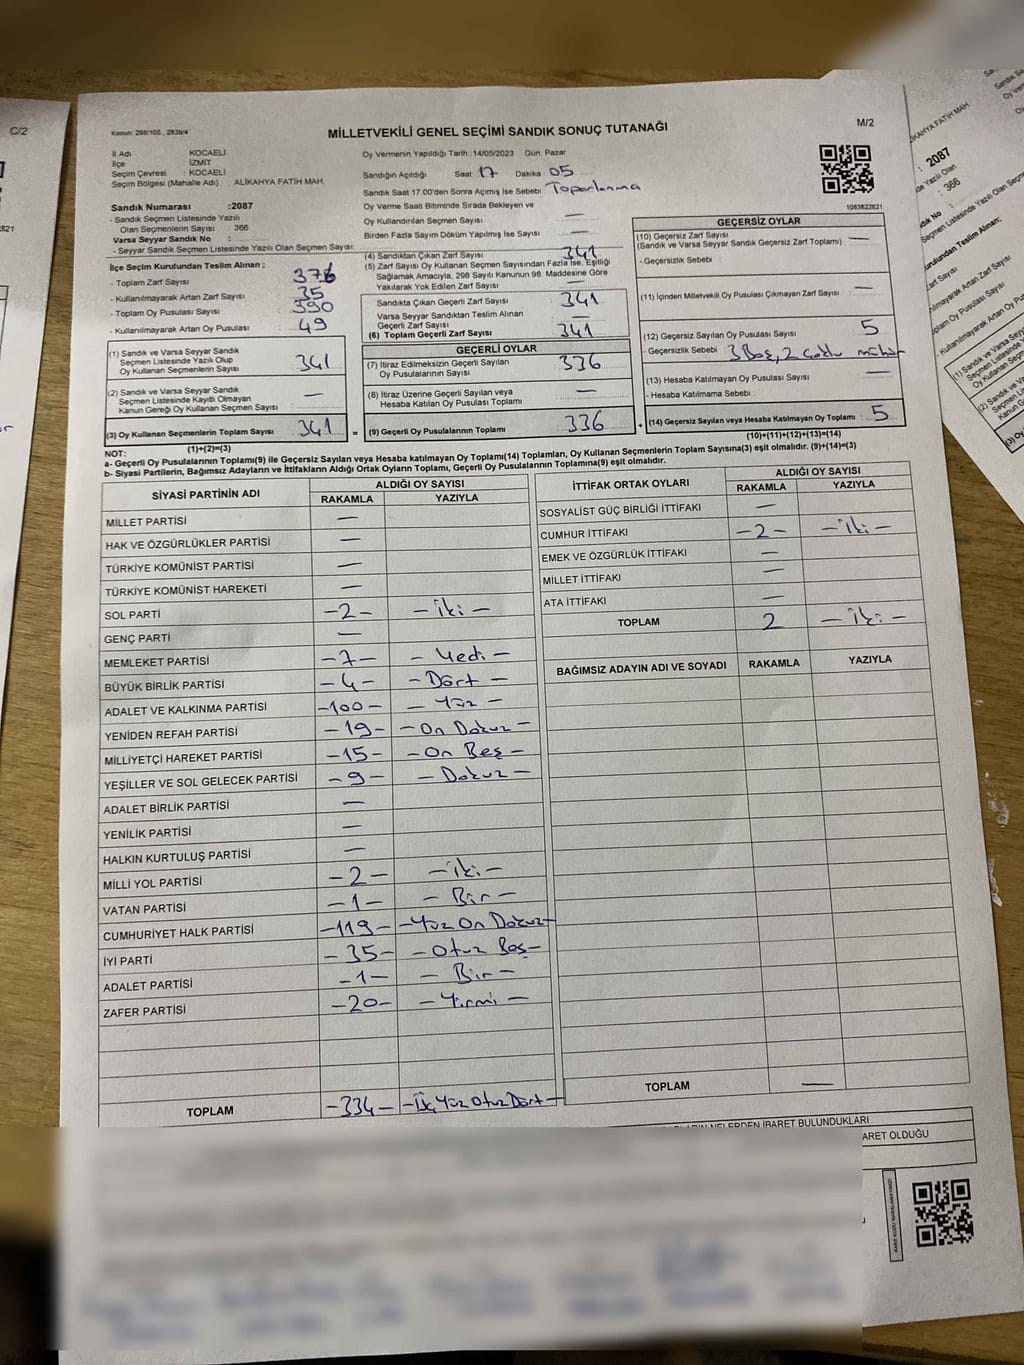 C/2
Kanun: 298/105 , 2839/4
MİLLETVEKİLİ GENEL SEÇİMİ SANDIK SONUÇ TUTANAĞI
M/2
İl Adı : KOCAELİ
İlçe : İZMİT
Seçim Çevresi : KOCAELİ
Seçim Bölgesi (Mahalle Adı) : ALİKAHYA FATİH MAH.
Oy Vermenin Yapıldığı Tarih : 14/05/2023 Gün: Pazar
Sandığın Açıldığı Saat 17 Dakika 05
Sandık Saat 17.00'den Sonra Açılmış İse Sebebi : Toparlanma
1083822821
Sandık Numarası :2087
- Sandık Seçmen Listesinde Yazılı
Olan Seçmenlerin Sayısı : 366
Varsa Seyyar Sandık No :
- Seyyar Sandık Seçmen Listesinde Yazılı Olan Seçmen Sayısı:
Oy Verme Saati Bitiminde Sırada Bekleyen ve
Oy Kullandırılan Seçmen Sayısı —
Birden Fazla Sayım Döküm Yapılmış İse Sayısı —
İlçe Seçim Kurulundan Teslim Alınan ;
- Toplam Zarf Sayısı 376
- Kullanılmayarak Artan Zarf Sayısı 35
- Toplam Oy Pusulası Sayısı 390
- Kullanılmayarak Artan Oy Pusulası 49
(1) Sandık ve Varsa Seyyar Sandık
Seçmen Listesinde Yazılı Olup
Oy Kullanan Seçmenlerin Sayısı 341
(2) Sandık ve Varsa Seyyar Sandık
Seçmen Listesinde Kayıtlı Olmayan
Kanun Gereği Oy Kullanan Seçmen Sayısı —
(3) Oy Kullanan Seçmenlerin Toplam Sayısı 341
(1)+(2)=(3)
(4) Sandıktan Çıkan Zarf Sayısı 341
(5) Zarf Sayısı Oy Kullanan Seçmen Sayısından Fazla İse, Eşitliği
Sağlamak Amacıyla, 298 Sayılı Kanunun 98. Maddesine Göre
Yakılarak Yok Edilen Zarf Sayısı —
Sandıkta Çıkan Geçerli Zarf Sayısı 341
Varsa Seyyar Sandıktan Teslim Alınan
Geçerli Zarf Sayısı —
(6) Toplam Geçerli Zarf Sayısı 341
GEÇERLİ OYLAR
(7) İtiraz Edilmeksizin Geçerli Sayılan
Oy Pusulalarının Sayısı 336
(8) İtiraz Üzerine Geçerli Sayılan veya
Hesaba Katılan Oy Pusulası Toplamı —
= (9) Geçerli Oy Pusulalarının Toplamı 336
GEÇERSİZ OYLAR
(10) Geçersiz Zarf Sayısı —
(Sandık ve Varsa Seyyar Sandık Geçersiz Zarf Toplamı)
- Geçersizlik Sebebi :
(11) İçinden Milletvekili Oy Pusulası Çıkmayan Zarf Sayısı —
(12) Geçersiz Sayılan Oy Pusulası Sayısı 5
- Geçersizlik Sebebi : 3 Boş, 2 çoklu mühür
(13) Hesaba Katılmayan Oy Pusulası Sayısı —
- Hesaba Katılmama Sebebi :
+ (14) Geçersiz Sayılan veya Hesaba Katılmayan Oy Toplamı 5
(10)+(11)+(12)+(13)=(14)
NOT:
a- Geçerli Oy Pusulalarının Toplamı(9) ile Geçersiz Sayılan veya Hesaba Katılmayan Oy Toplamı(14) Toplamları, Oy Kullanan Seçmenlerin Toplam Sayısına(3) eşit olmalıdır. (9)+(14)=(3)
b- Siyasi Partilerin, Bağımsız Adayların ve İttifakların Aldığı Ortak Oyların Toplamı, Geçerli Oy Pusulalarının Toplamına(9) eşit olmalıdır.
SİYASİ PARTİNİN ADI
ALDIĞI OY SAYISI
RAKAMLA YAZIYLA
MİLLET PARTİSİ —
HAK VE ÖZGÜRLÜKLER PARTİSİ —
TÜRKİYE KOMÜNİST PARTİSİ —
TÜRKİYE KOMÜNİST HAREKETİ —
SOL PARTİ -2- - iki -
GENÇ PARTİ —
MEMLEKET PARTİSİ -7- - Yedi -
BÜYÜK BİRLİK PARTİSİ -4- - Dört -
ADALET VE KALKINMA PARTİSİ -100- - Yüz -
YENİDEN REFAH PARTİSİ -19- - On Dokuz -
MİLLİYETÇİ HAREKET PARTİSİ -15- - On Beş -
YEŞİLLER VE SOL GELECEK PARTİSİ -9- - Dokuz -
ADALET BİRLİK PARTİSİ —
YENİLİK PARTİSİ —
HALKIN KURTULUŞ PARTİSİ —
MİLLİ YOL PARTİSİ -2- - iki -
VATAN PARTİSİ -1- - Bir -
CUMHURİYET HALK PARTİSİ -119- - Yüz On Dokuz -
İYİ PARTİ -35- - Otuz Beş -
ADALET PARTİSİ -1- - Bir -
ZAFER PARTİSİ -20- - Yirmi -
TOPLAM -334- - Üç Yüz Otuz Dört -
İTTİFAK ORTAK OYLARI
ALDIĞI OY SAYISI
RAKAMLA YAZIYLA
SOSYALİST GÜÇ BİRLİĞİ İTTİFAKI —
CUMHUR İTTİFAKI -2- - iki -
EMEK VE ÖZGÜRLÜK İTTİFAKI —
MİLLET İTTİFAKI —
ATA İTTİFAKI —
TOPLAM 2 - iki -
BAĞIMSIZ ADAYIN ADI VE SOYADI RAKAMLA YAZIYLA
TOPLAM —
NELERDEN İBARET BULUNDUKLARI
ARET OLDUĞU
821
KAHYA FATİH MAH.
: 2087
: 366